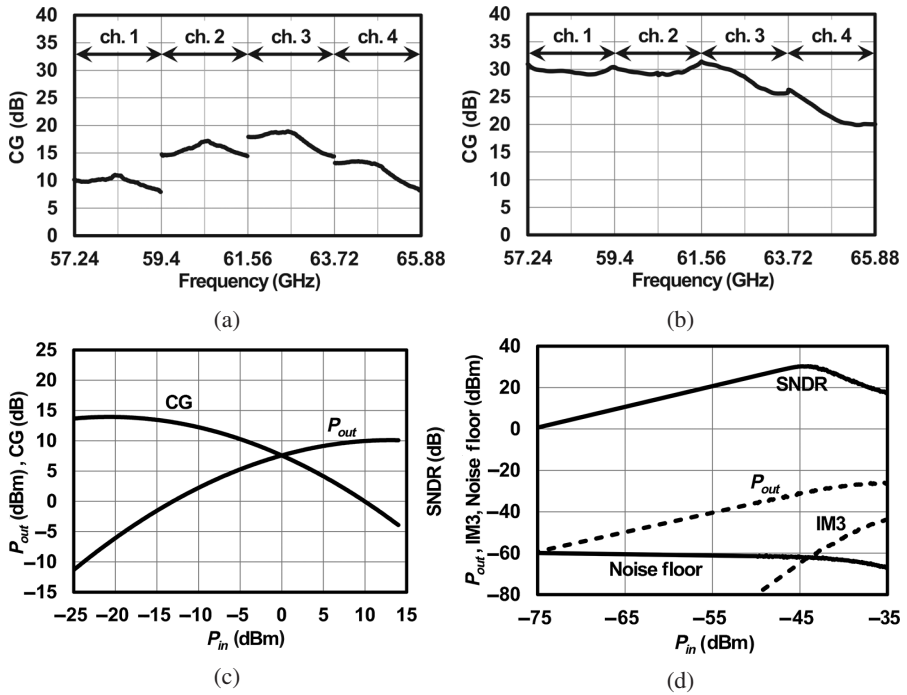 40
35
30
25
20
15
10
5
0
CG (dB)
ch. 1 ch. 2 ch. 3 ch. 4
57.24 59.4 61.56 63.72 65.88
Frequency (GHz)
(a)
40
35
30
25
20
15
10
5
0
CG (dB)
ch. 1 ch. 2 ch. 3 ch. 4
57.24 59.4 61.56 63.72 65.88
Frequency (GHz)
(b)
25
20
15
10
5
0
−5
−10
−15
Pout (dBm) , CG (dB)
CG
Pout
−25 −20 −15 −10 −5 0 5 10 15
Pin (dBm)
(c)
SNDR (dB)
Pout , IM3, Noise floor (dBm)
40
20
0
−20
−40
−60
−80
SNDR
Pout
IM3
Noise floor
−75 −65 −55 −45 −35
Pin (dBm)
(d)